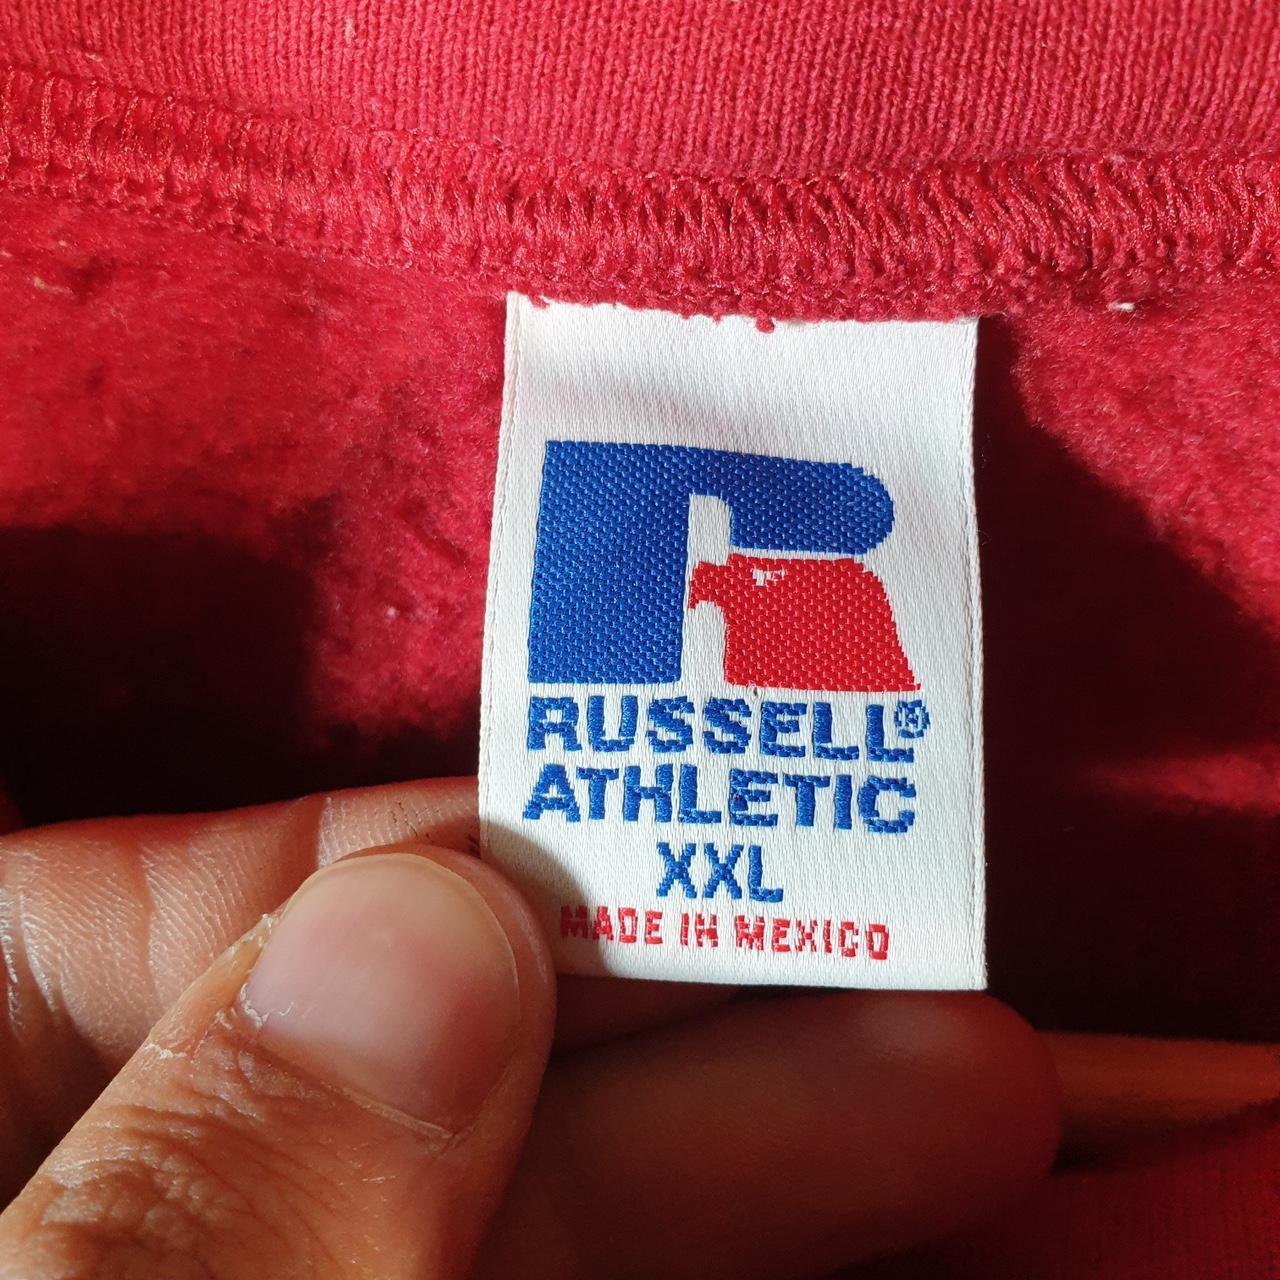 RUSSELL®
ATHLETIC
XXL
MADE IN MEXICO